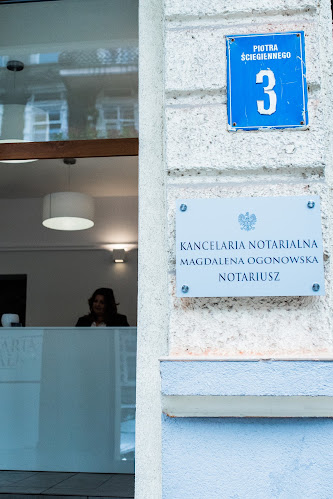 PIOTRA
ŚCIEGIENNEGO
3
KANCELARIA NOTARIALNA
MAGDALENA OGONOWSKA
NOTARIUSZ